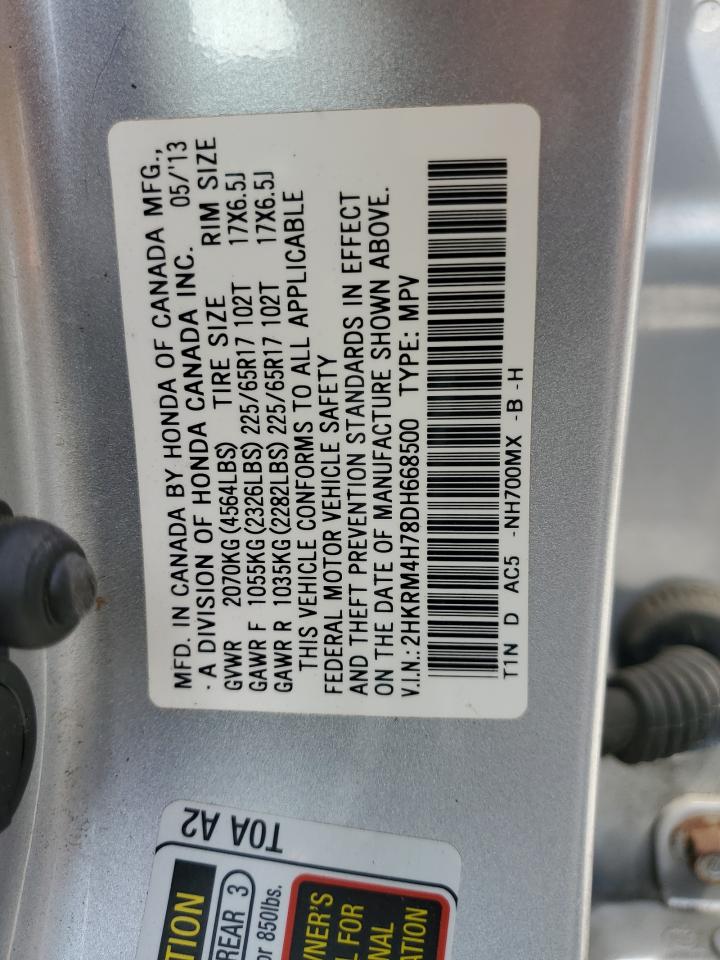 MFD. IN CANADA BY HONDA OF CANADA MFG.,
- A DIVISION OF HONDA CANADA INC. 05/'13
GVWR 2070KG(4564LBS) TIRE SIZE RIM SIZE
GAWR F 1055KG(2326LBS) 225/65R17 102T 17X6.5J
GAWR R 1035KG(2282LBS) 225/65R17 102T 17X6.5J
THIS VEHICLE CONFORMS TO ALL APPLICABLE
FEDERAL MOTOR VEHICLE SAFETY
AND THEFT PREVENTION STANDARDS IN EFFECT
ON THE DATE OF MANUFACTURE SHOWN ABOVE.
V.I.N.: 2HKRM4H78DH668500 TYPE: MPV
T1N D AC5 -NH700MX -B -H
T0A A2
REAR 3
850lbs.
FOR